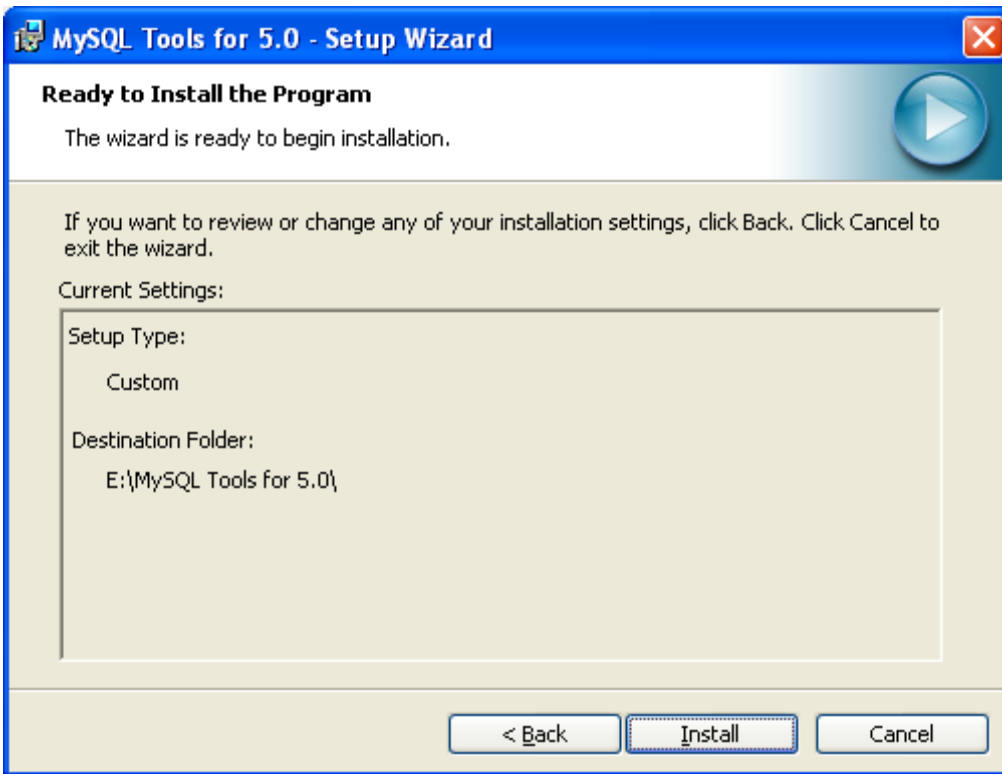 MySQL Tools for 5.0 - Setup Wizard
Ready to Install the Program
The wizard is ready to begin installation.
If you want to review or change any of your installation settings, click Back. Click Cancel to
exit the wizard.
Current Settings:
Setup Type:
Custom
Destination Folder:
E:\MySQL Tools for 5.0\
< Back
Install
Cancel